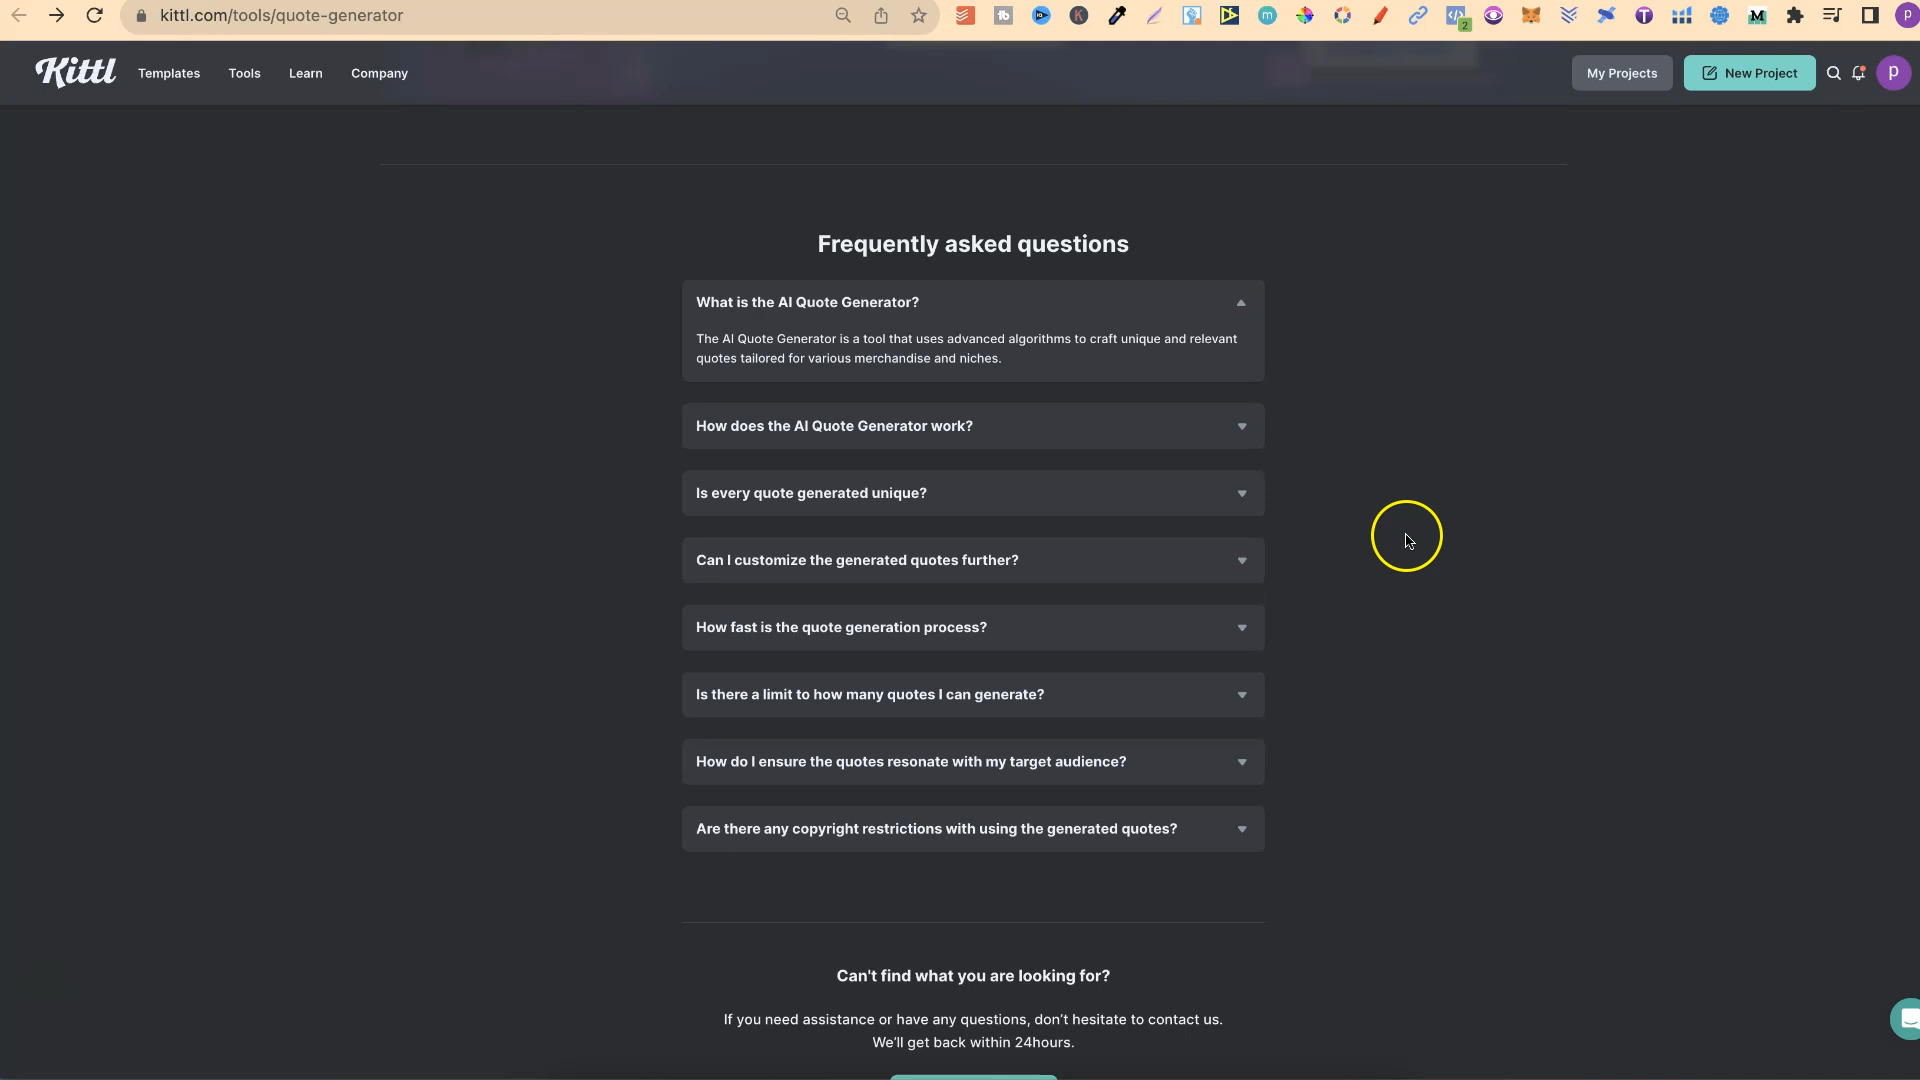 kittl.com/tools/quote-generator
2
P
Kittl
Templates
Tools
Learn
Company
My Projects
New Project
P
Frequently asked questions
What is the AI Quote Generator?
The AI Quote Generator is a tool that uses advanced algorithms to craft unique and relevant
quotes tailored for various merchandise and niches.
How does the AI Quote Generator work?
Is every quote generated unique?
Can I customize the generated quotes further?
How fast is the quote generation process?
Is there a limit to how many quotes I can generate?
How do I ensure the quotes resonate with my target audience?
Are there any copyright restrictions with using the generated quotes?
Can't find what you are looking for?
If you need assistance or have any questions, don't hesitate to contact us.
We'll get back within 24hours.